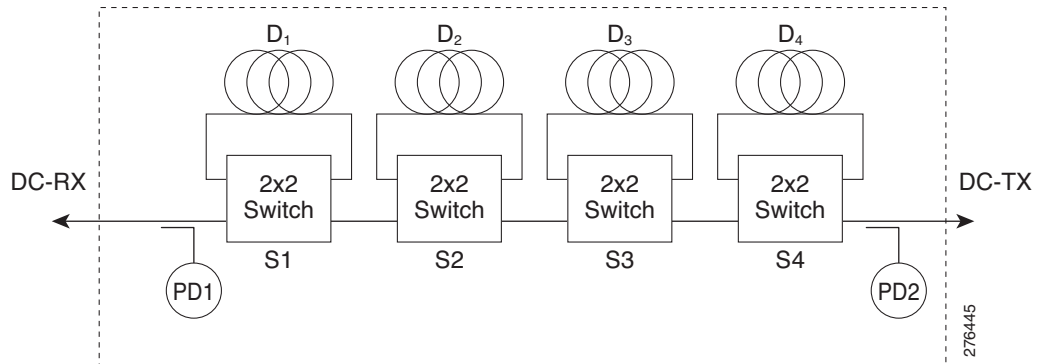 D₁ D₂ D₃ D₄
DC-RX
2x2
Switch
2x2
Switch
2x2
Switch
2x2
Switch
DC-TX
S1 S2 S3 S4
PD1 PD2
276445